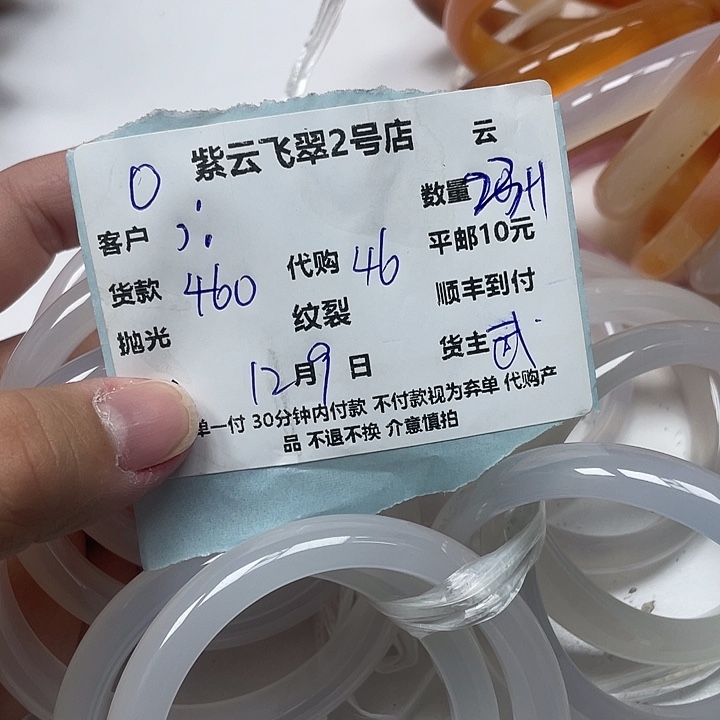 紫云飞翠2号店 云
0
数量
客户
平邮10元
货款 460 代购 46
顺丰到付
纹裂
抛光
货主 武
12月9日
单一付 30分钟内付款 不付款视为弃单 代购产
品 不退不换 介意慎拍